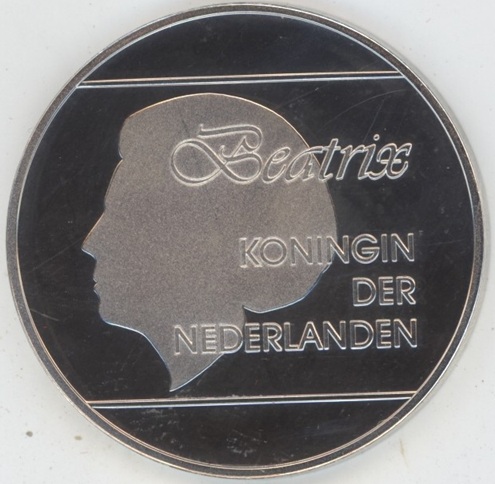 Beatrix
KONINGIN
DER
NEDERLANDEN